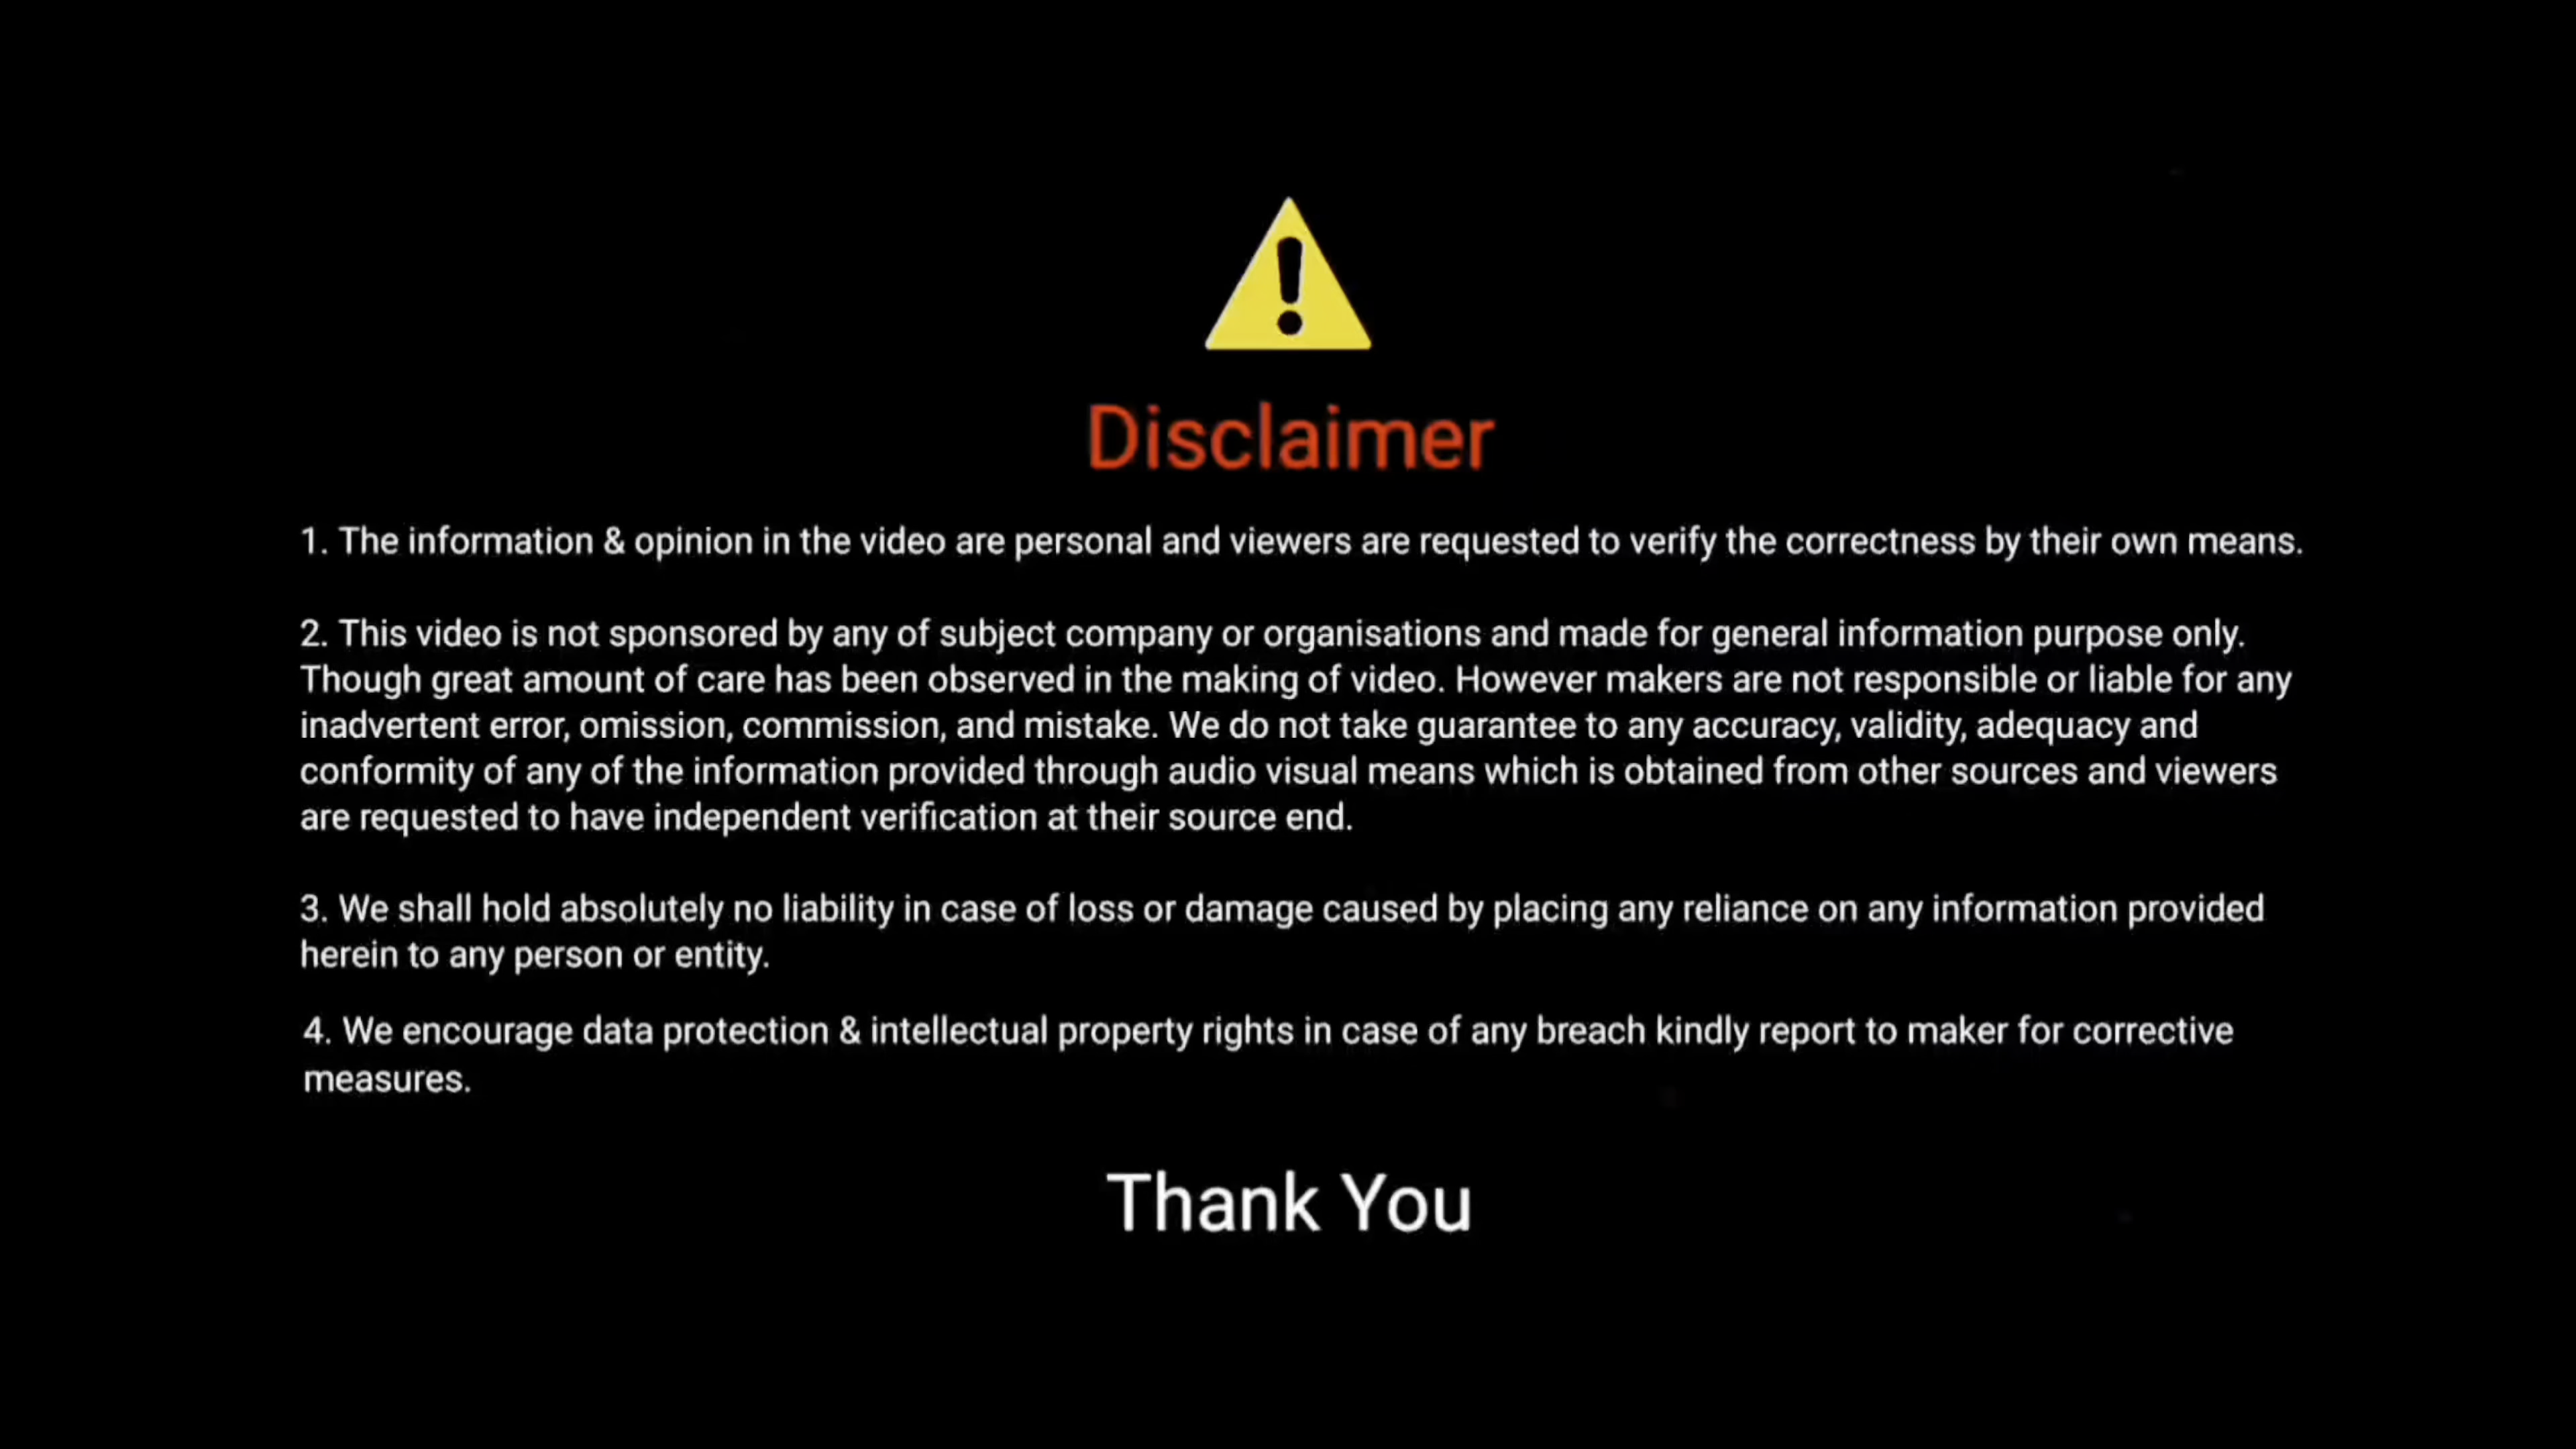 Disclaimer
1. The information & opinion in the video are personal and viewers are requested to verify the correctness by their own means.
2. This video is not sponsored by any of subject company or organisations and made for general information purpose only.
Though great amount of care has been observed in the making of video. However makers are not responsible or liable for any
inadvertent error, omission, commission, and mistake. We do not take guarantee to any accuracy, validity, adequacy and
conformity of any of the information provided through audio visual means which is obtained from other sources and viewers
are requested to have independent verification at their source end.
3. We shall hold absolutely no liability in case of loss or damage caused by placing any reliance on any information provided
herein to any person or entity.
4. We encourage data protection & intellectual property rights in case of any breach kindly report to maker for corrective
measures.
Thank You